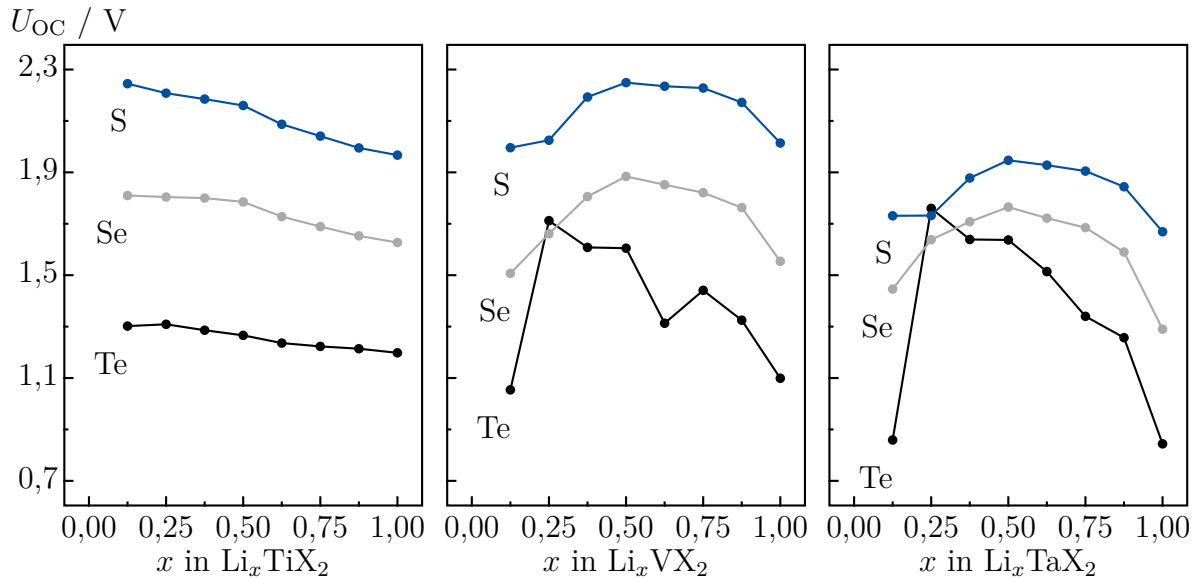 U_OC / V
2,3
1,9
1,5
1,1
0,7
S
Se
Te
S
Se
Te
S
Se
Te
0,00 0,25 0,50 0,75 1,00
0,00 0,25 0,50 0,75 1,00
0,00 0,25 0,50 0,75 1,00
x in Li_xTiX_2
x in Li_xVX_2
x in Li_xTaX_2